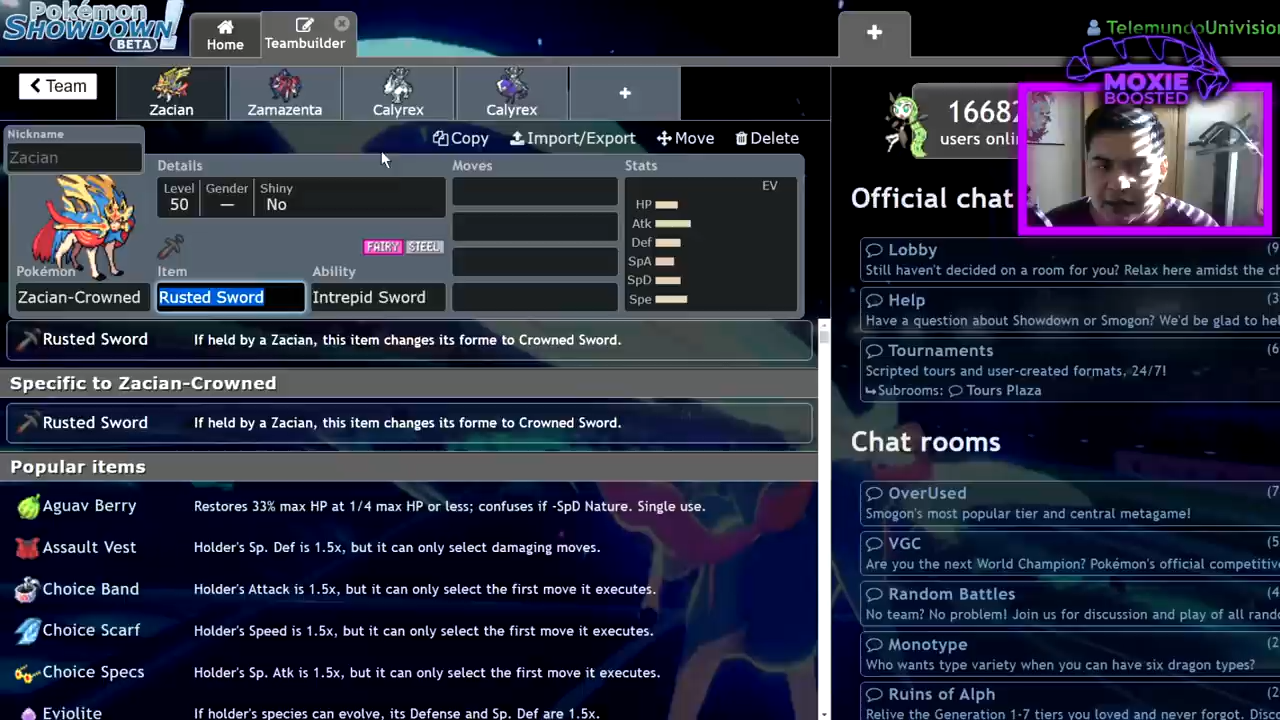 Pokémon
SHOWDOWN!
BETA
Home
Teambuilder
TelemundoUnivision
Team
Zacian
Zamazenta
Calyrex
Calyrex
MOXIE
BOOSTED
16682
users onli
Nickname
Zacian
Copy
Import/Export
Move
Delete
Details
Moves
Stats
Level
Gender
Shiny
50
—
No
EV
HP
Atk
Def
SpA
SpD
Spe
FAIRY STEEL
Pokémon
Item
Ability
Zacian-Crowned
Rusted Sword
Intrepid Sword
Rusted Sword If held by a Zacian, this item changes its forme to Crowned Sword.
Specific to Zacian-Crowned
Rusted Sword If held by a Zacian, this item changes its forme to Crowned Sword.
Popular items
Aguav Berry Restores 33% max HP at 1/4 max HP or less; confuses if -SpD Nature. Single use.
Assault Vest Holder's Sp. Def is 1.5x, but it can only select damaging moves.
Choice Band Holder's Attack is 1.5x, but it can only select the first move it executes.
Choice Scarf Holder's Speed is 1.5x, but it can only select the first move it executes.
Choice Specs Holder's Sp. Atk is 1.5x, but it can only select the first move it executes.
Eviolite If holder's species can evolve, its Defense and Sp. Def are 1.5x.
Official chat
Lobby (9
Still haven't decided on a room for you? Relax here amidst the ch
Help (3
Have a question about Showdown or Smogon? We'd be glad to hel
Tournaments (6
Scripted tours and user-created formats, 24/7!
↳Subrooms: Tours Plaza
Chat rooms
OverUsed (7
Smogon's most popular tier and central metagame!
VGC (5
Are you the next World Champion? Pokémon's official competitive
Random Battles (4
No team? No problem! Join us for discussion and play of all rando
Monotype (2
Who wants type variety when you can have six dragon types?
Ruins of Alph (2
Relive the Generation 1-7 tiers you loved and never forgot. Disc